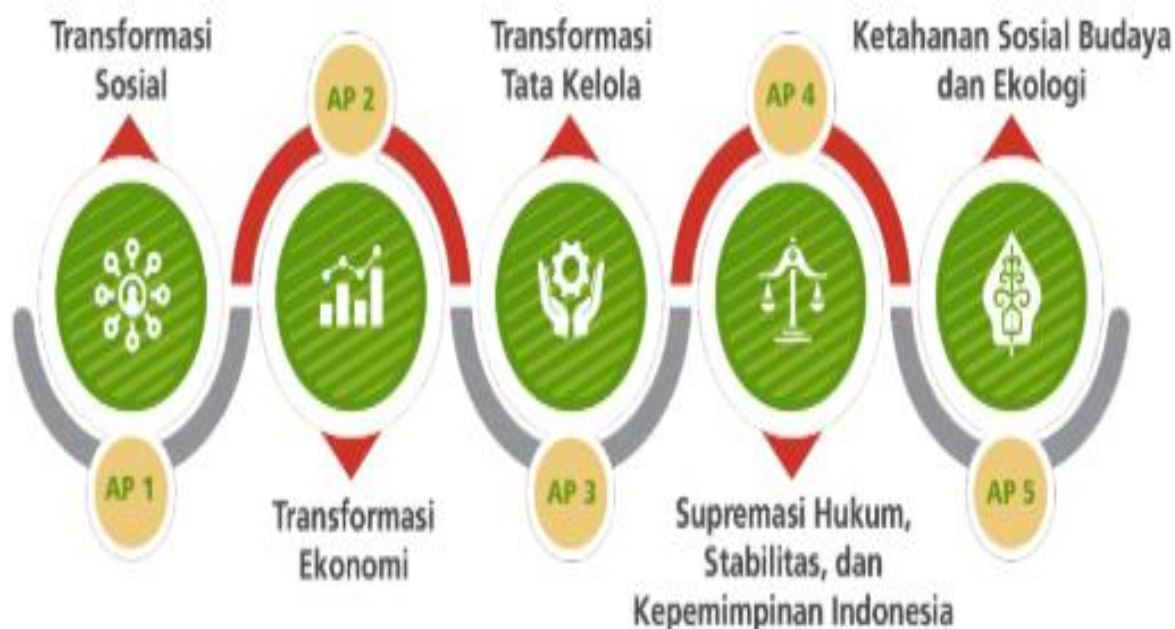 Transformasi
Sosial
AP 1
AP 2
Transformasi
Ekonomi
Transformasi
Tata Kelola
AP 3
AP 4
Supremasi Hukum,
Stabilitas, dan
Kepemimpinan Indonesia
Ketahanan Sosial Budaya
dan Ekologi
AP 5